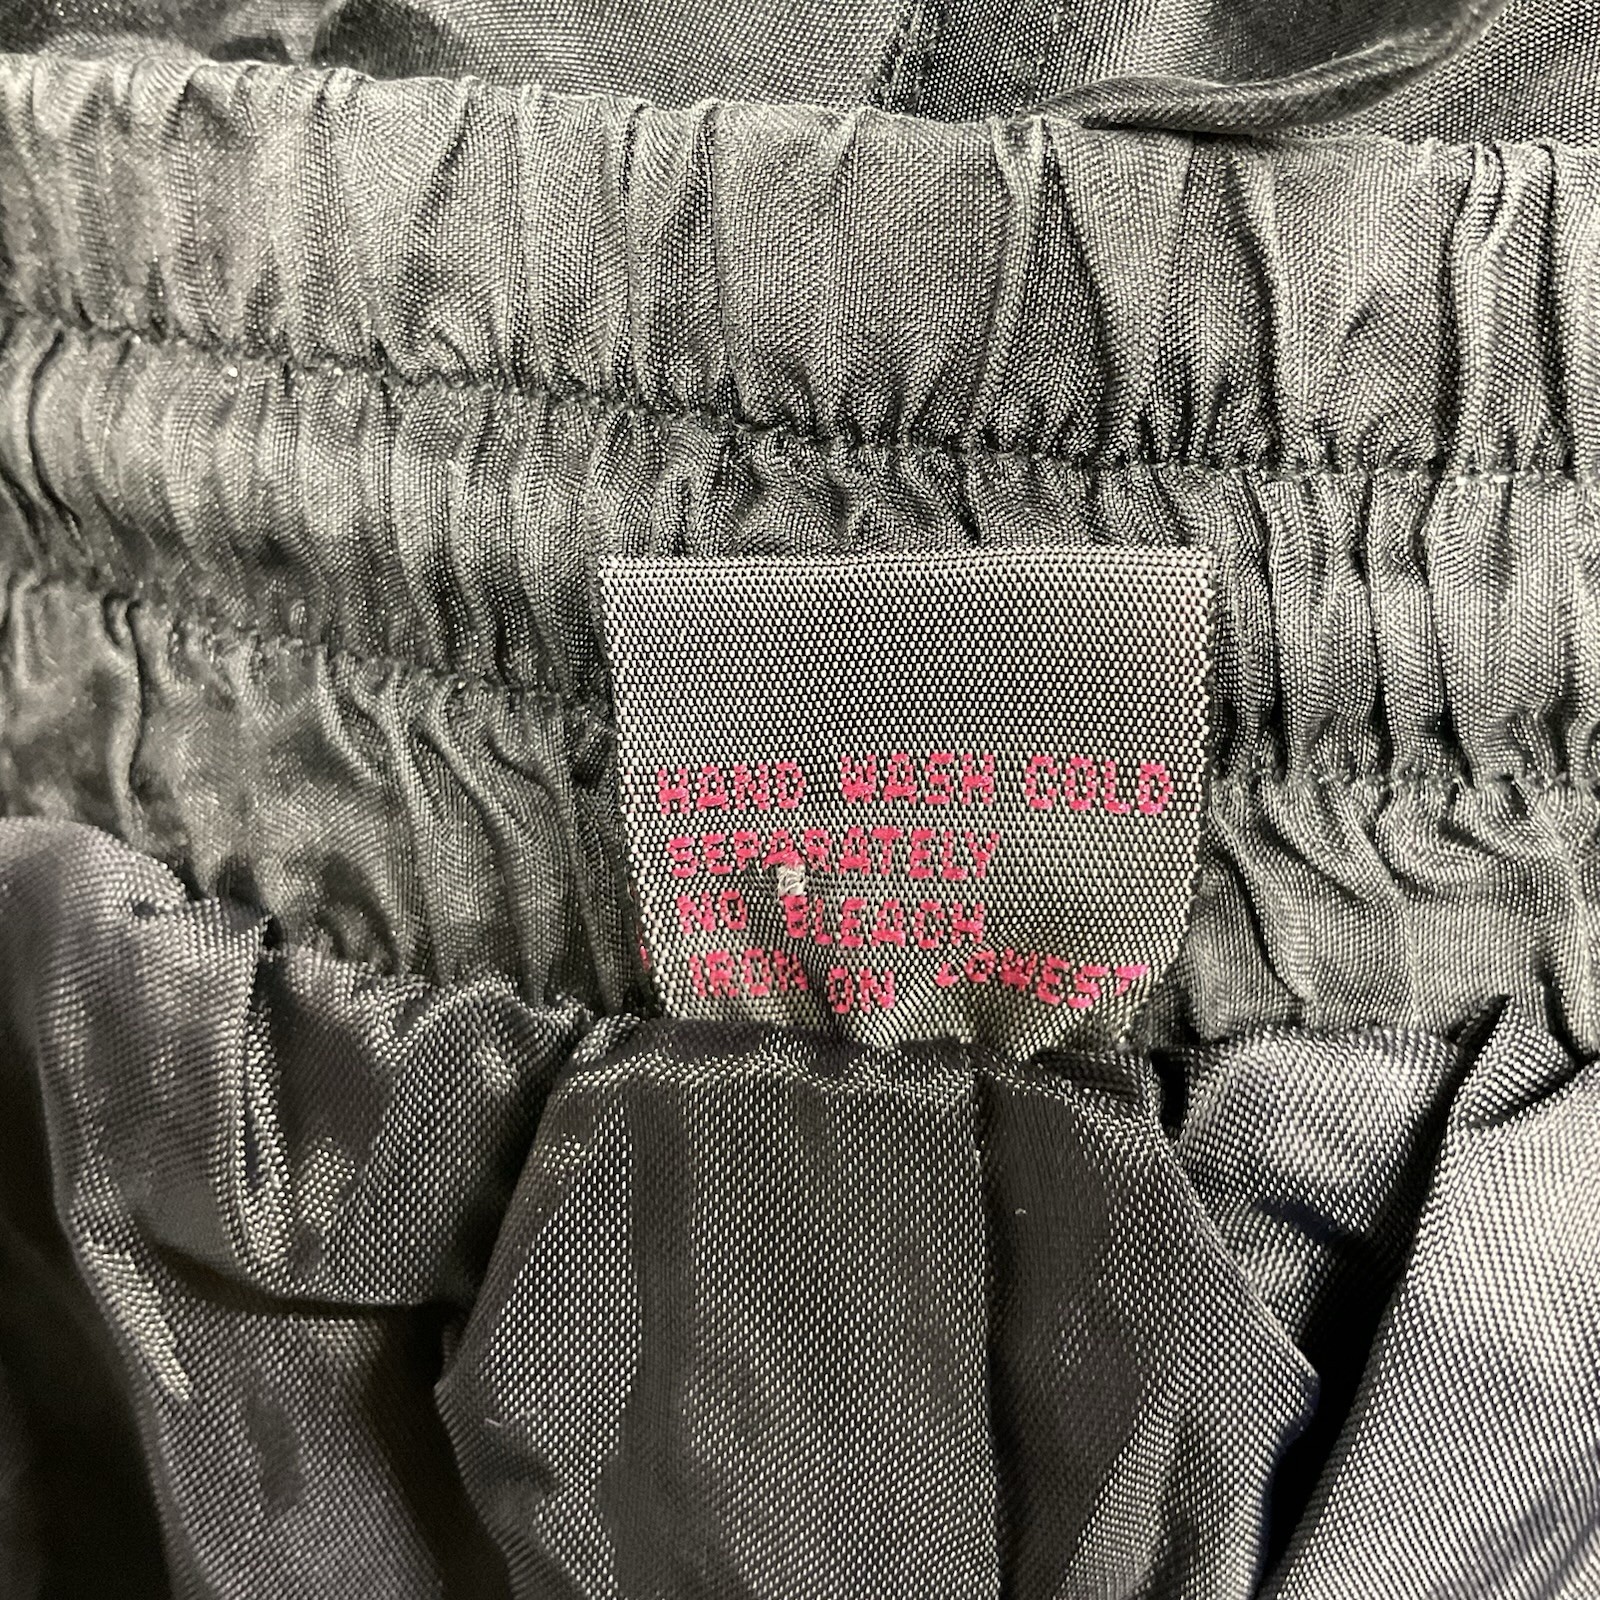 HAND WASH COLD
SEPARATELY
NO BLEACH
IRON ON LOWEST